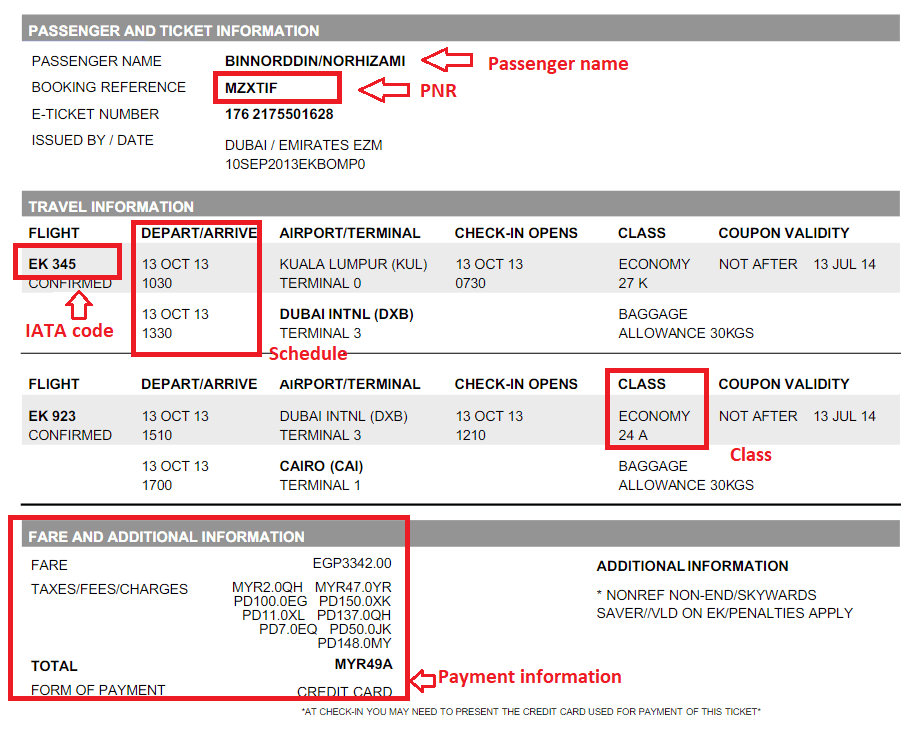 PASSENGER AND TICKET INFORMATION
PASSENGER NAME BINNORDDIN/NORHIZAMI Passenger name
BOOKING REFERENCE MZXTIF PNR
E-TICKET NUMBER 176 2175501628
ISSUED BY / DATE DUBAI / EMIRATES EZM
10SEP2013EKBOMP0
TRAVEL INFORMATION
FLIGHT DEPART/ARRIVE AIRPORT/TERMINAL CHECK-IN OPENS CLASS COUPON VALIDITY
EK 345 13 OCT 13 KUALA LUMPUR (KUL) 13 OCT 13 ECONOMY NOT AFTER 13 JUL 14
CONFIRMED 1030 TERMINAL 0 0730 27 K
13 OCT 13 DUBAI INTNL (DXB) BAGGAGE
IATA code 1330 TERMINAL 3 ALLOWANCE 30KGS
Schedule
FLIGHT DEPART/ARRIVE AIRPORT/TERMINAL CHECK-IN OPENS CLASS COUPON VALIDITY
EK 923 13 OCT 13 DUBAI INTNL (DXB) 13 OCT 13 ECONOMY NOT AFTER 13 JUL 14
CONFIRMED 1510 TERMINAL 3 1210 24 A
Class
13 OCT 13 CAIRO (CAI) BAGGAGE
1700 TERMINAL 1 ALLOWANCE 30KGS
FARE AND ADDITIONAL INFORMATION
FARE EGP3342.00 ADDITIONAL INFORMATION
TAXES/FEES/CHARGES MYR2.0QH MYR47.0YR * NONREF NON-END/SKYWARDS
PD100.0EG PD150.0XK
PD11.0XL PD137.0QH SAVER//VLD ON EK/PENALTIES APPLY
PD7.0EQ PD50.0JK
PD148.0MY
TOTAL MYR49A
Payment information
FORM OF PAYMENT CREDIT CARD
*AT CHECK-IN YOU MAY NEED TO PRESENT THE CREDIT CARD USED FOR PAYMENT OF THIS TICKET*